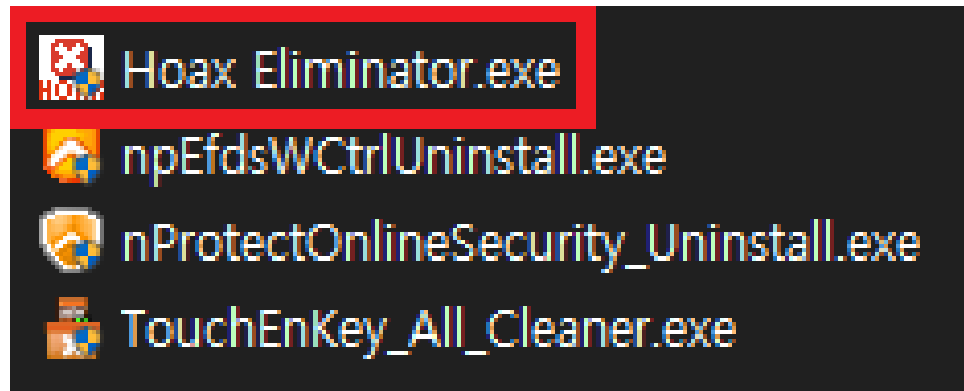 Hoax Eliminator.exe
npEfdsWCtrlUninstall.exe
nProtectOnlineSecurity_Uninstall.exe
TouchEnKey_All_Cleaner.exe